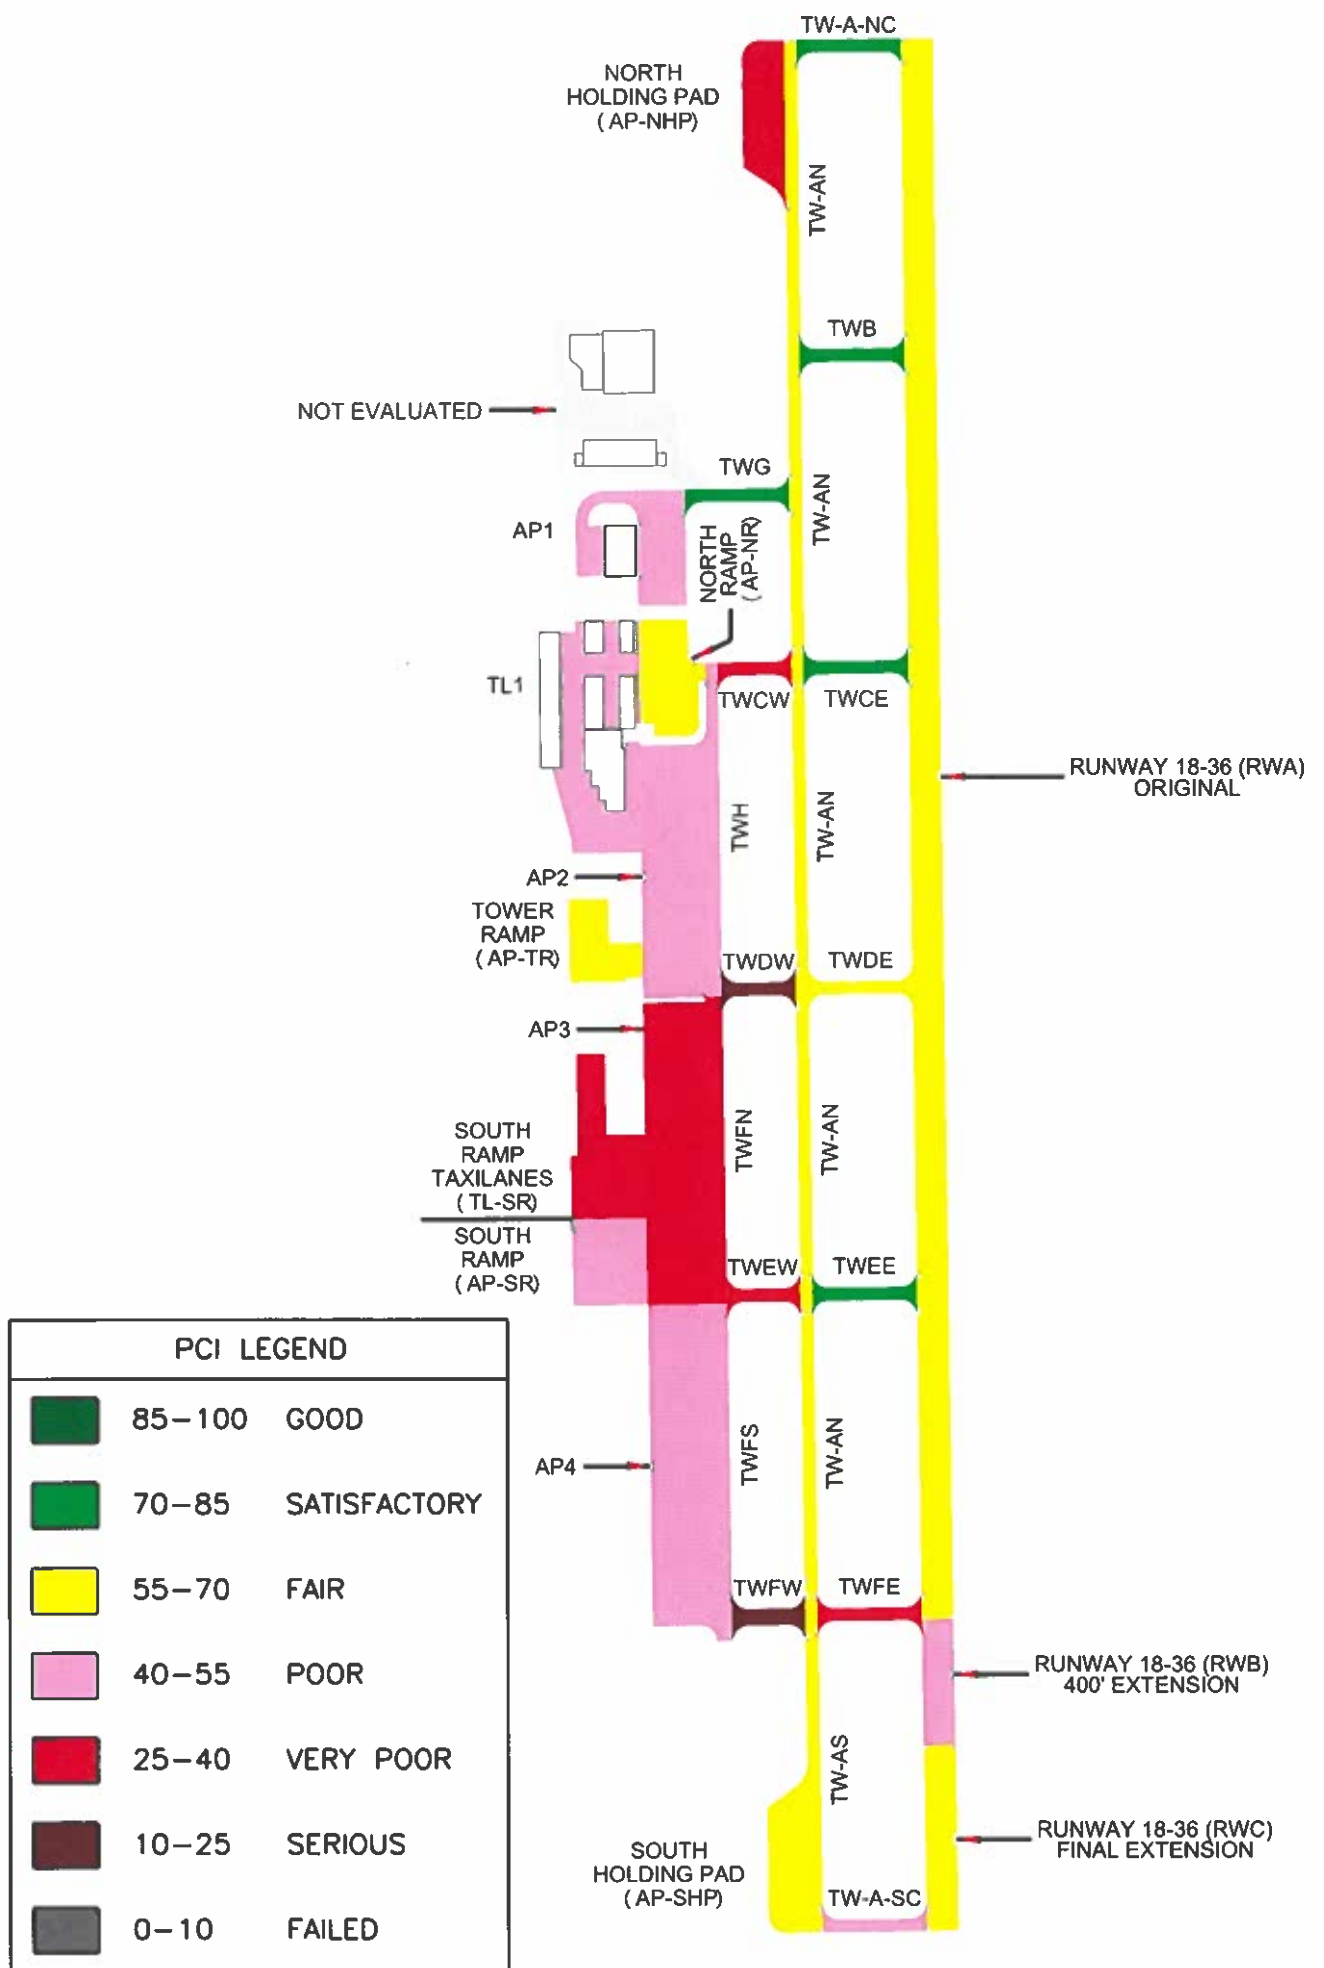 TW-A-NC
NORTH
HOLDING PAD
( AP-NHP)
TW-AN
TWB
NOT EVALUATED
TWG
TW-AN
AP1
NORTH
RAMP
( AP-NR)
TL1
TWCW
TWCE
RUNWAY 18-36 (RWA)
ORIGINAL
TWH
TW-AN
AP2
TOWER
RAMP
( AP-TR)
TWDW
TWDE
AP3
TWFN
TW-AN
SOUTH
RAMP
TAXILANES
( TL-SR)
SOUTH
RAMP
( AP-SR)
TWEW
TWEE
TWFS
TW-AN
AP4
TWFW
TWFE
RUNWAY 18-36 (RWB)
400' EXTENSION
TW-AS
RUNWAY 18-36 (RWC)
FINAL EXTENSION
SOUTH
HOLDING PAD
( AP-SHP)
TW-A-SC
PCI LEGEND
85-100 GOOD
70-85 SATISFACTORY
55-70 FAIR
40-55 POOR
25-40 VERY POOR
10-25 SERIOUS
0-10 FAILED